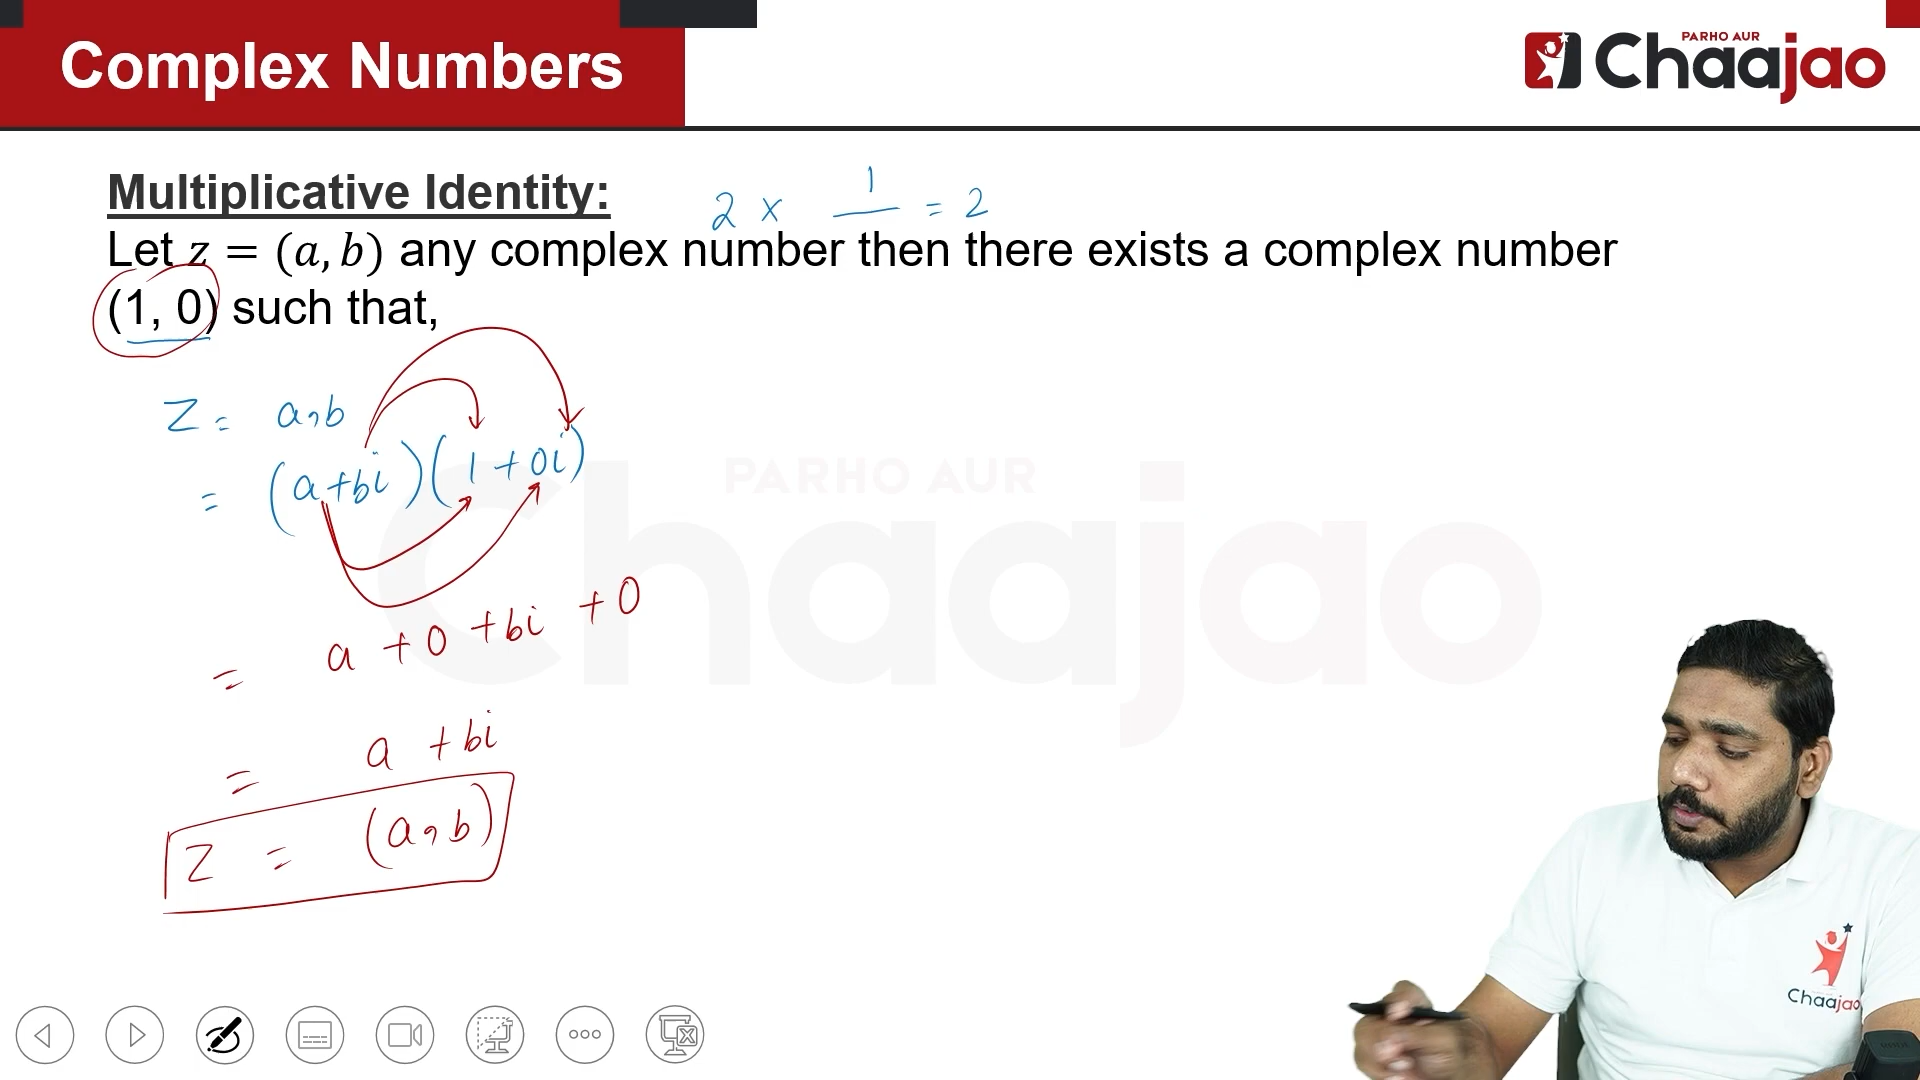 Complex Numbers
PARHO AUR
Chaajao
Multiplicative Identity:
2 × 1 = 2
Let z = (a, b) any complex number then there exists a complex number
(1, 0) such that,
Z = a,b
= (a+bi)(1+0i)
PARHO AUR
Chaajao
= a +0 +bi +0
= a +bi
Z = (a,b)
Chaajao